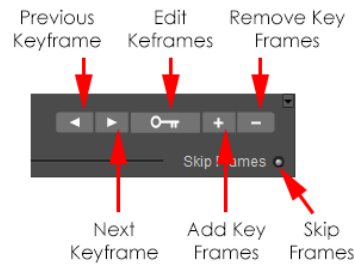 Previous Keyframe
Edit Keframes
Remove Key Frames
Skip Frames
Next Keyframe
Add Key Frames
Skip Frames